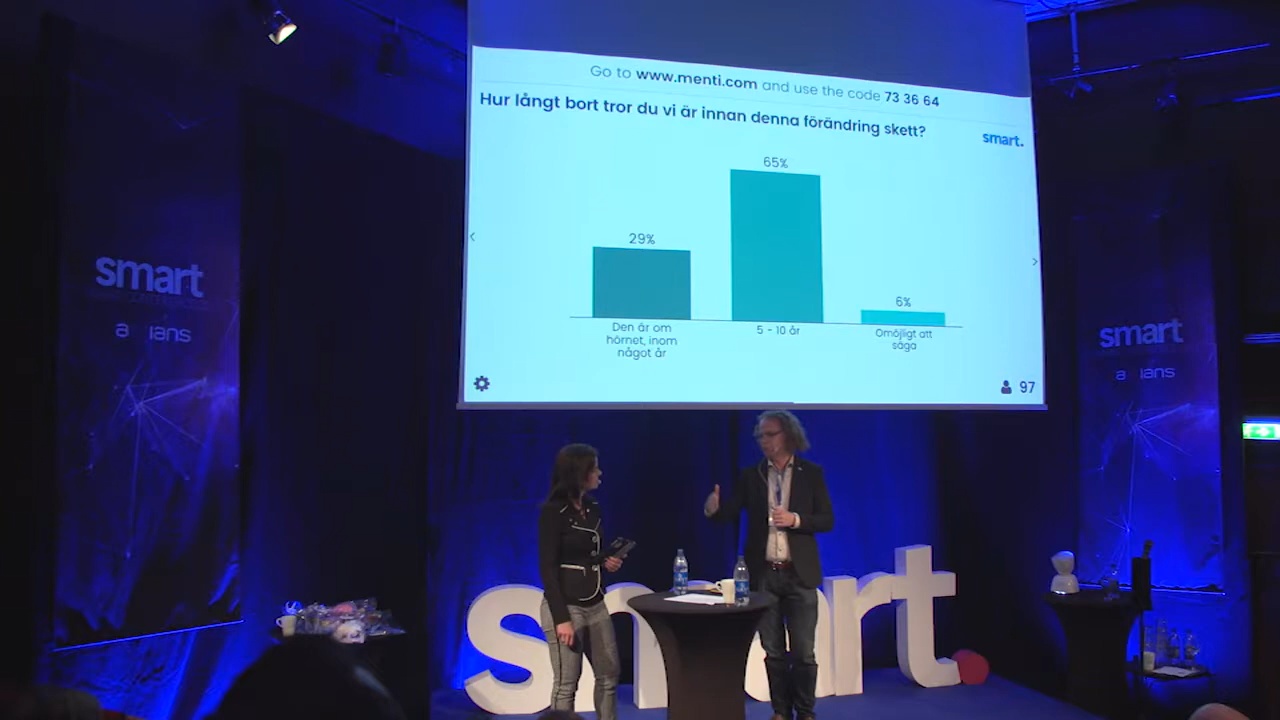 Go to www.menti.com and use the code 73 36 64
Hur långt bort tror du vi är innan denna förändring skett?
smart.
65%
29%
6%
Den är om
hörnet, inom
något år
5 - 10 år
Omöjligt att
säga
97
smart
smart
smart.